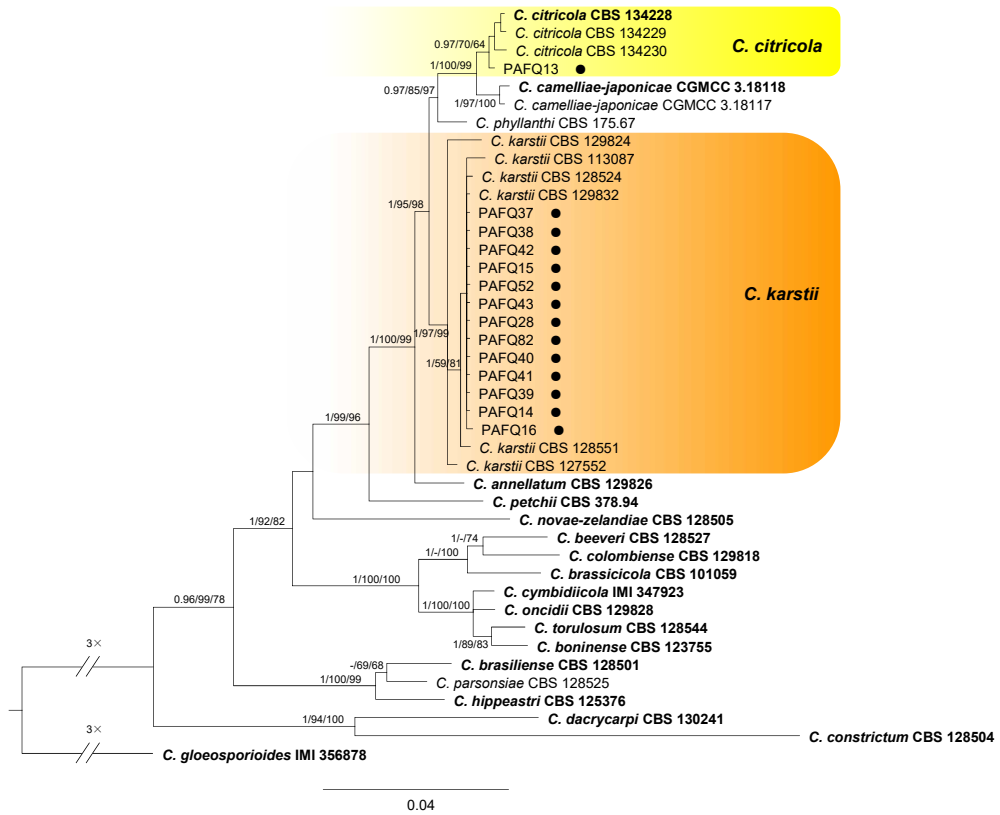 C. citricola CBS 134228
C. citricola CBS 134229
0.97/70/64
C. citricola
C. citricola CBS 134230
PAFQ13
1/100/99
C. camelliae-japonicae CGMCC 3.18118
0.97/85/97
1/97/100
C. camelliae-japonicae CGMCC 3.18117
C. phyllanthi CBS 175.67
C. karstii CBS 129824
C. karstii CBS 113087
C. karstii CBS 128524
C. karstii CBS 129832
1/95/98
PAFQ37
PAFQ38
PAFQ42
PAFQ15
PAFQ52
C. karstii
PAFQ43
PAFQ28
1/97/99
1/100/99
PAFQ82
PAFQ40
1/59/81
PAFQ41
PAFQ39
PAFQ14
1/99/96
PAFQ16
C. karstii CBS 128551
C. karstii CBS 127552
C. annellatum CBS 129826
C. petchii CBS 378.94
1/92/82
C. novae-zelandiae CBS 128505
1/-/74
C. beeveri CBS 128527
1/-/100
C. colombiense CBS 129818
C. brassicicola CBS 101059
1/100/100
C. cymbidiicola IMI 347923
0.96/99/78
1/100/100
C. oncidii CBS 129828
C. torulosum CBS 128544
1/89/83
C. boninense CBS 123755
3×
-/69/68
C. brasiliense CBS 128501
1/100/99
C. parsonsiae CBS 128525
C. hippeastri CBS 125376
1/94/100
C. dacrycarpi CBS 130241
3×
C. constrictum CBS 128504
C. gloeosporioides IMI 356878
0.04